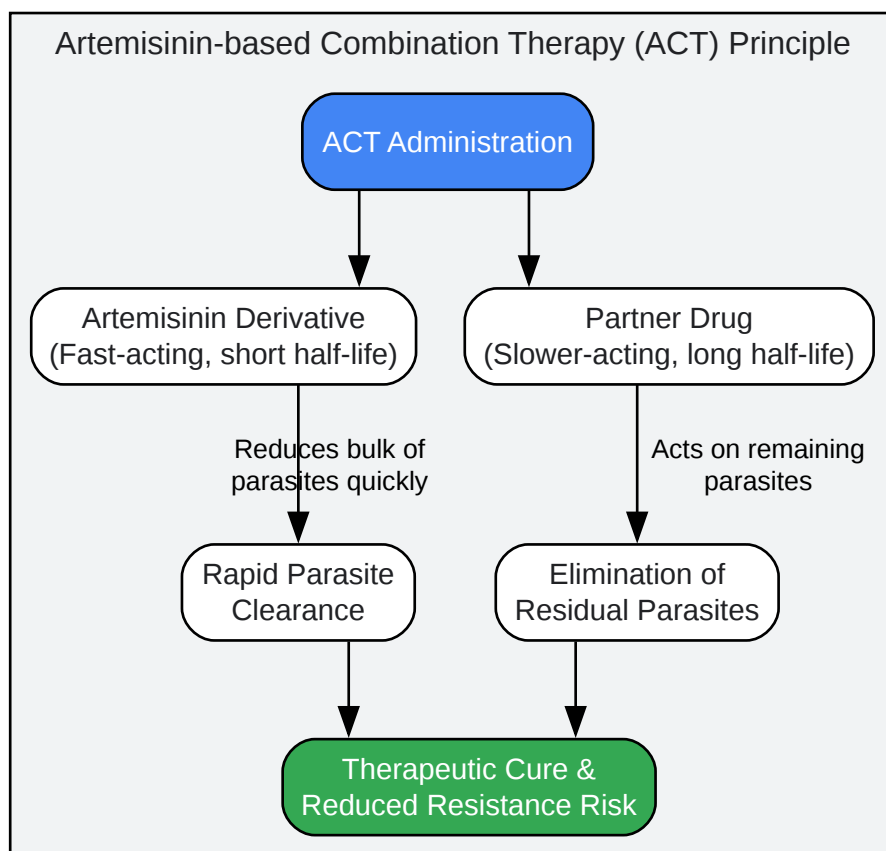 Artemisinin-based Combination Therapy (ACT) Principle
ACT Administration
Artemisinin Derivative
(Fast-acting, short half-life)
Partner Drug
(Slower-acting, long half-life)
Reduces bulk of
parasites quickly
Acts on remaining
parasites
Rapid Parasite
Clearance
Elimination of
Residual Parasites
Therapeutic Cure &
Reduced Resistance Risk